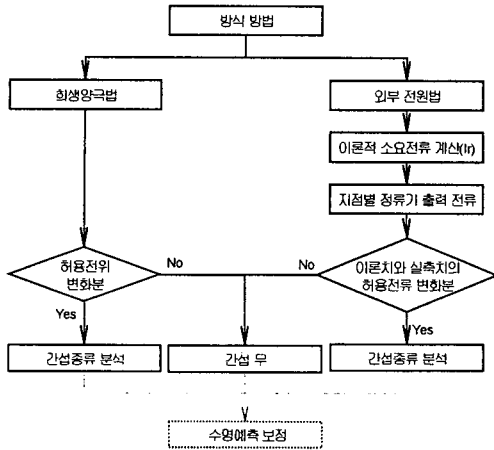 방식 방법
희생양극법
외부 전원법
이론적 소요전류 계산(Ir)
지점별 정류기 출력 전류
허용전위
변화분
No
No
이론치와 실측치의
허용전류 변화분
Yes
Yes
간섭종류 분석
간섭 무
간섭종류 분석
수명예측 보정